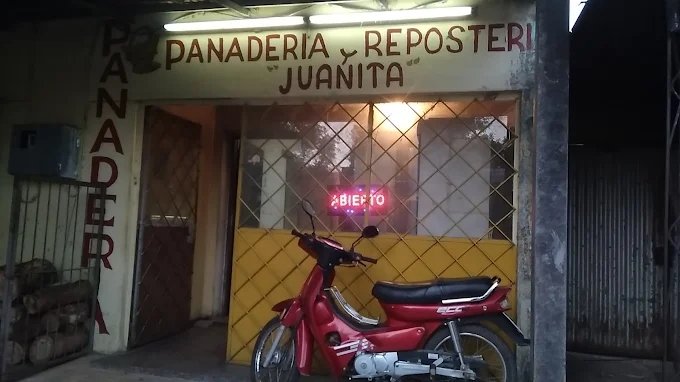 PANADERIA y REPOSTERI
"JUAÑITA"
PANADERIA
ABIERTO